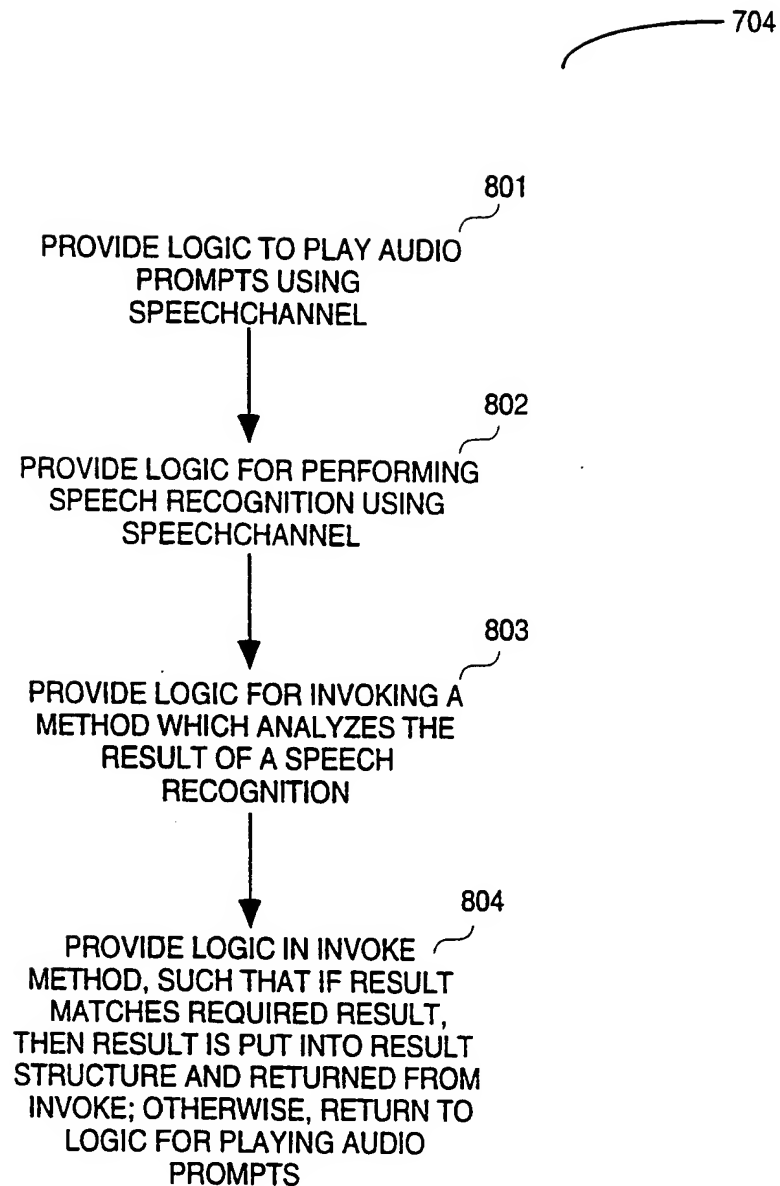 704
801
PROVIDE LOGIC TO PLAY AUDIO
PROMPTS USING
SPEECHCHANNEL
802
PROVIDE LOGIC FOR PERFORMING
SPEECH RECOGNITION USING
SPEECHCHANNEL
803
PROVIDE LOGIC FOR INVOKING A
METHOD WHICH ANALYZES THE
RESULT OF A SPEECH
RECOGNITION
804
PROVIDE LOGIC IN INVOKE
METHOD, SUCH THAT IF RESULT
MATCHES REQUIRED RESULT,
THEN RESULT IS PUT INTO RESULT
STRUCTURE AND RETURNED FROM
INVOKE; OTHERWISE, RETURN TO
LOGIC FOR PLAYING AUDIO
PROMPTS